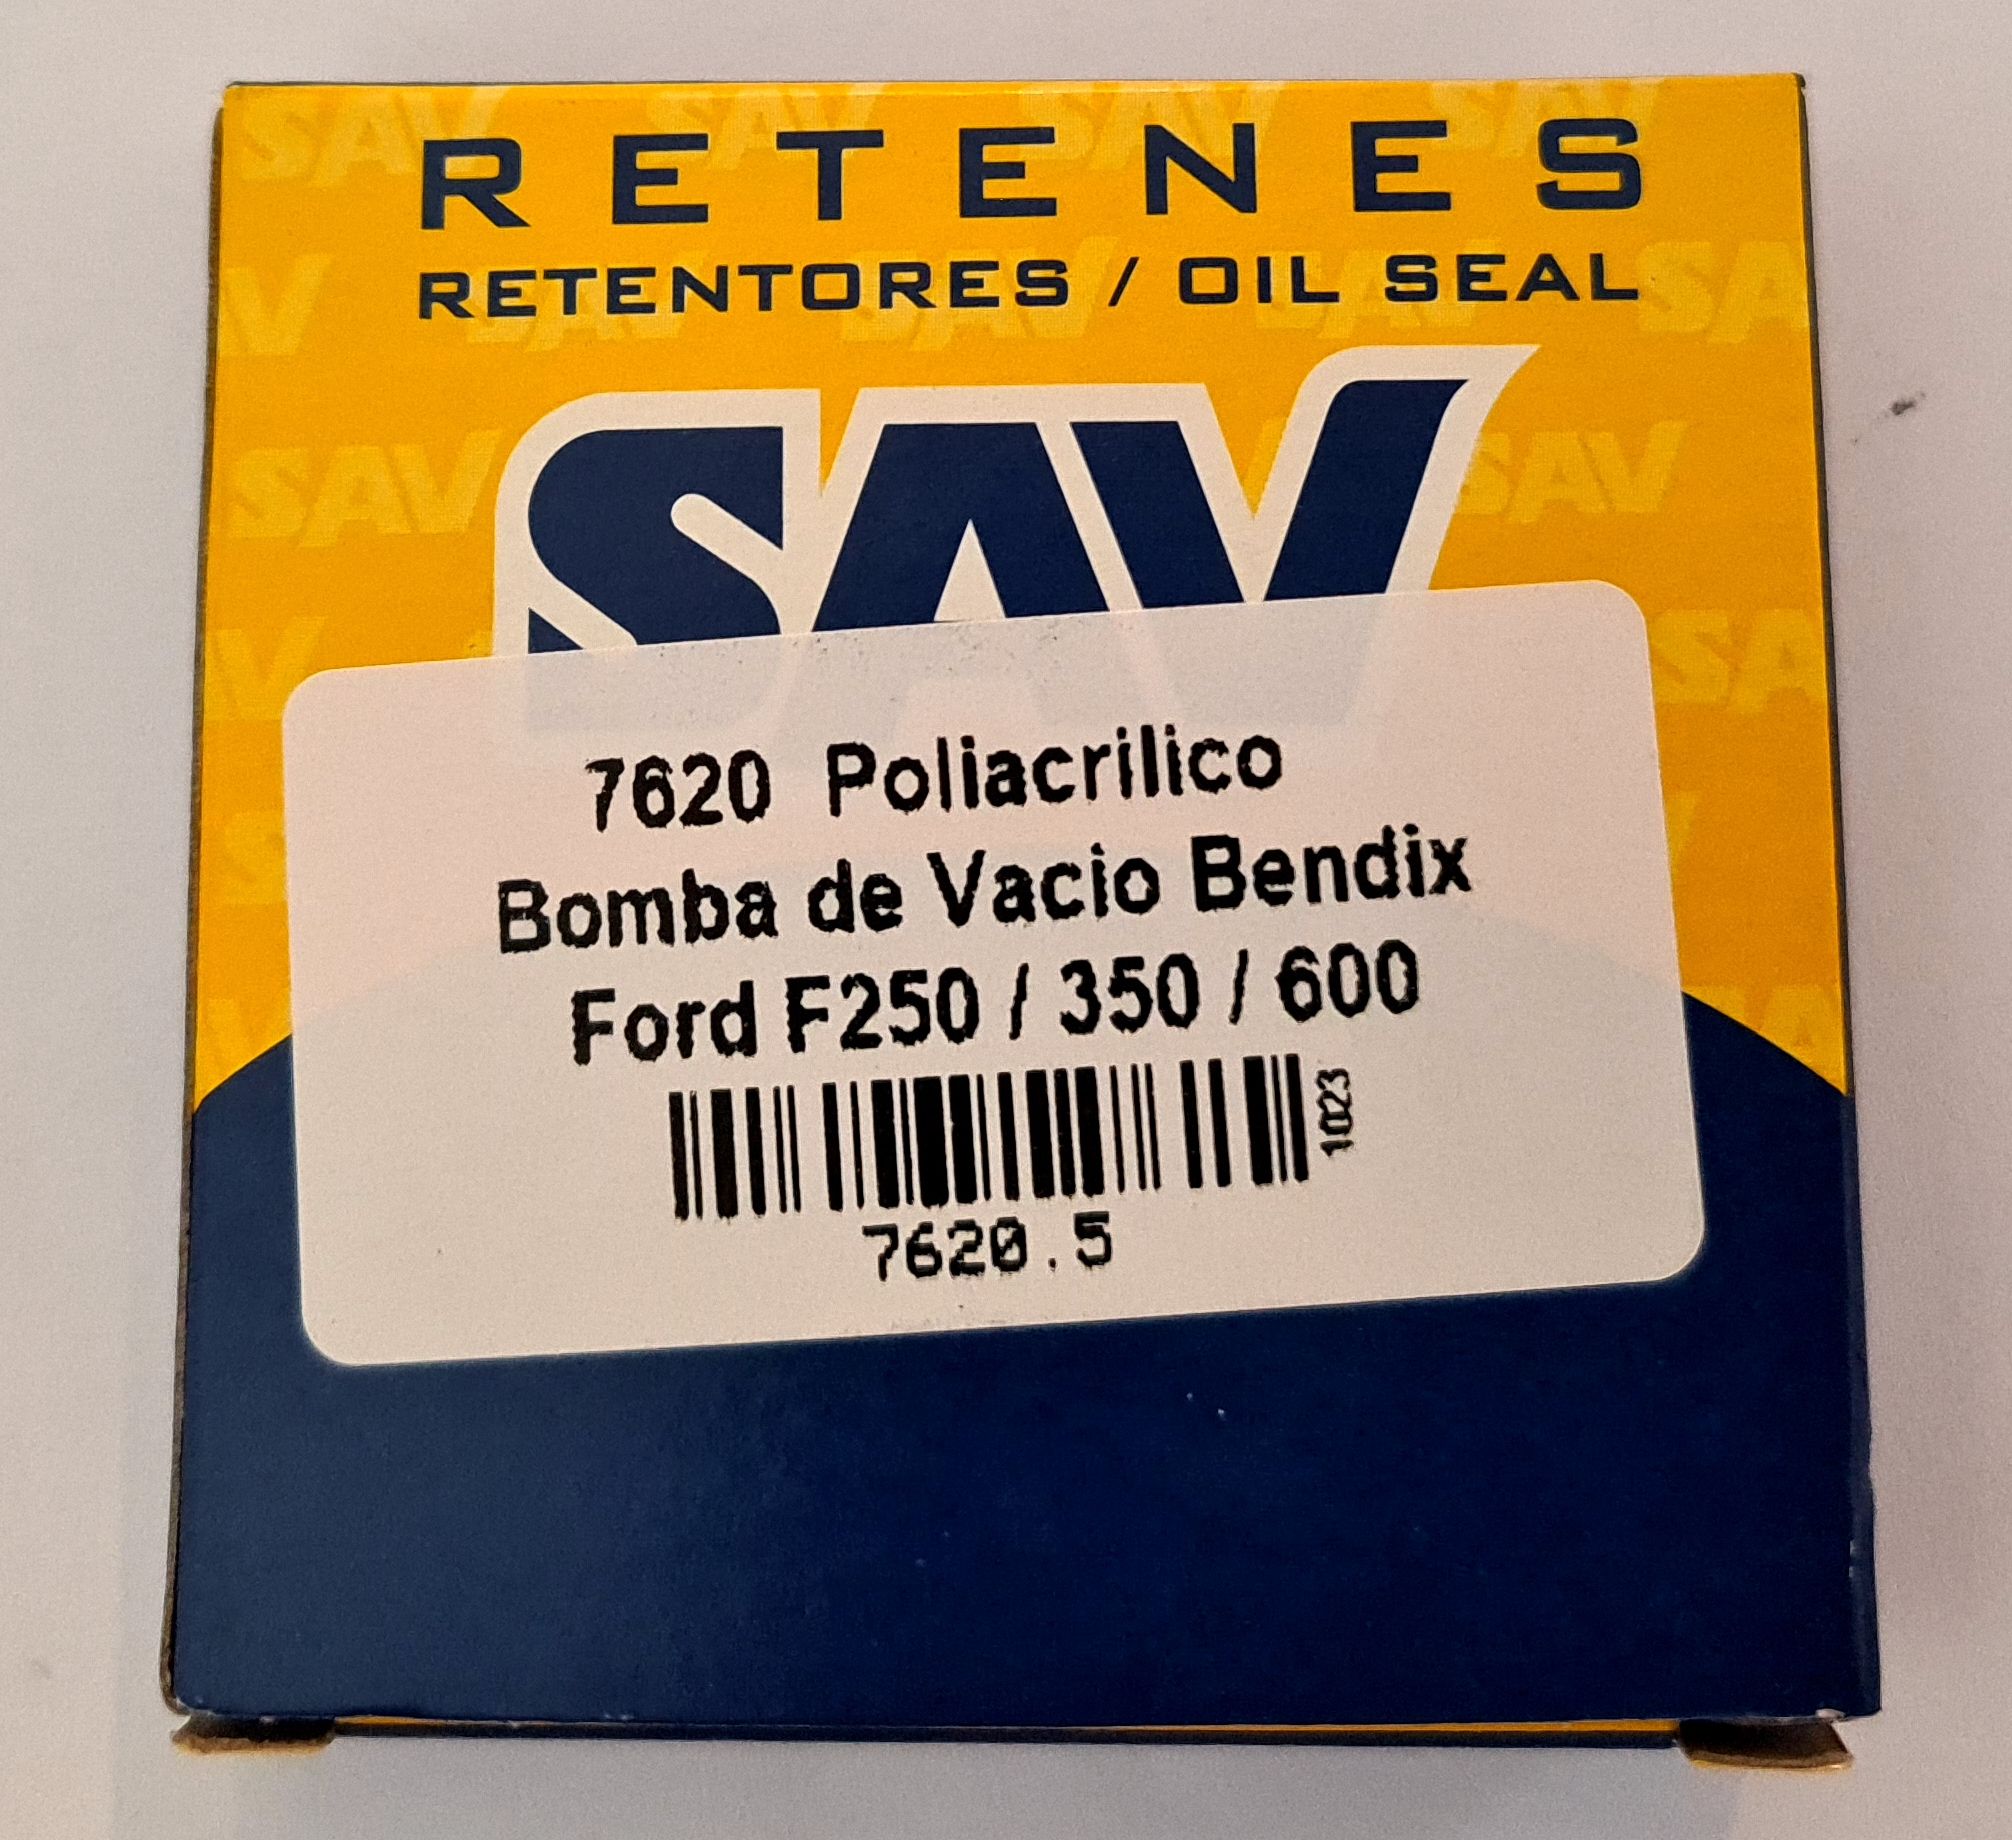 RETENES
RETENTORES / OIL SEAL
SAV
7620 Poliacrilico
Bomba de Vacio Bendix
Ford F250 / 350 / 600
1023
7620.5